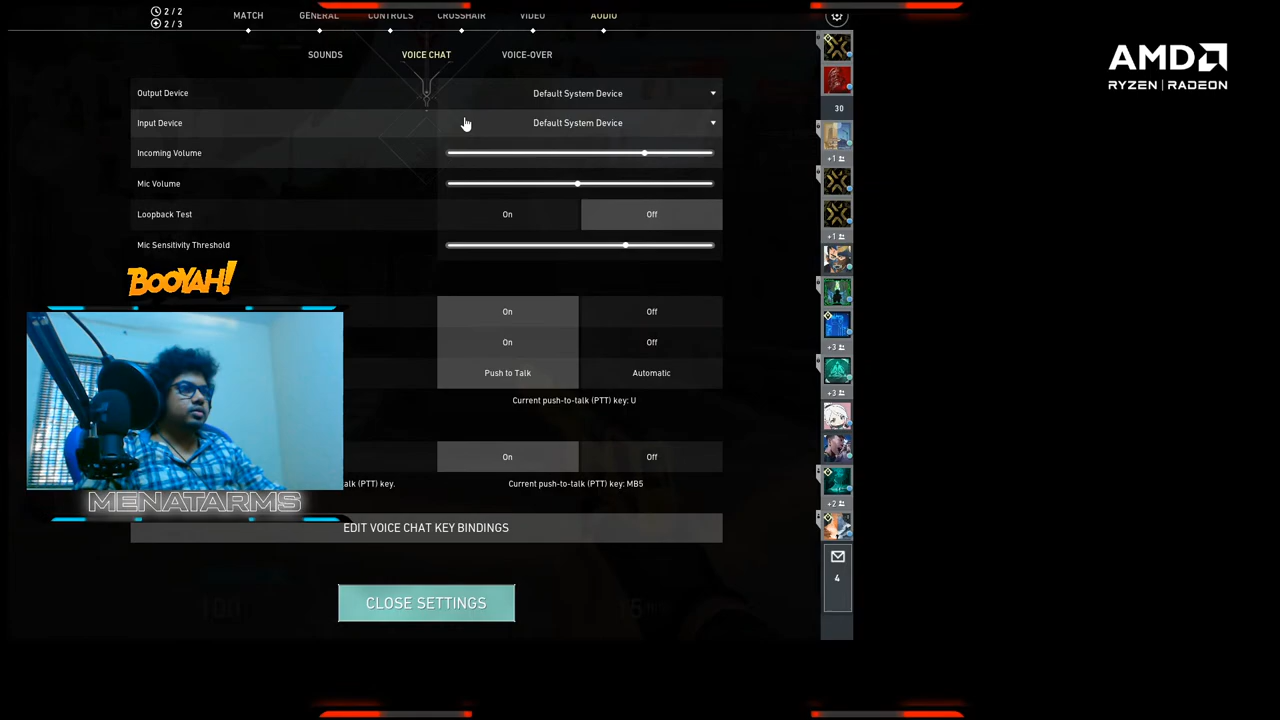 2 / 2
2 / 3
MATCH GENERAL CONTROLS CROSSHAIR VIDEO AUDIO
SOUNDS VOICE CHAT VOICE-OVER
Output Device Default System Device
Input Device Default System Device
Incoming Volume
Mic Volume
Loopback Test On Off
Mic Sensitivity Threshold
BOOYAH!
On Off
On Off
Push to Talk Automatic
Current push-to-talk (PTT) key: U
On Off
alk (PTT) key. Current push-to-talk (PTT) key: MB5
MENATARMS
EDIT VOICE CHAT KEY BINDINGS
CLOSE SETTINGS
100
30
+1
+1
+3
+3
+2
4
AMD
RYZEN | RADEON